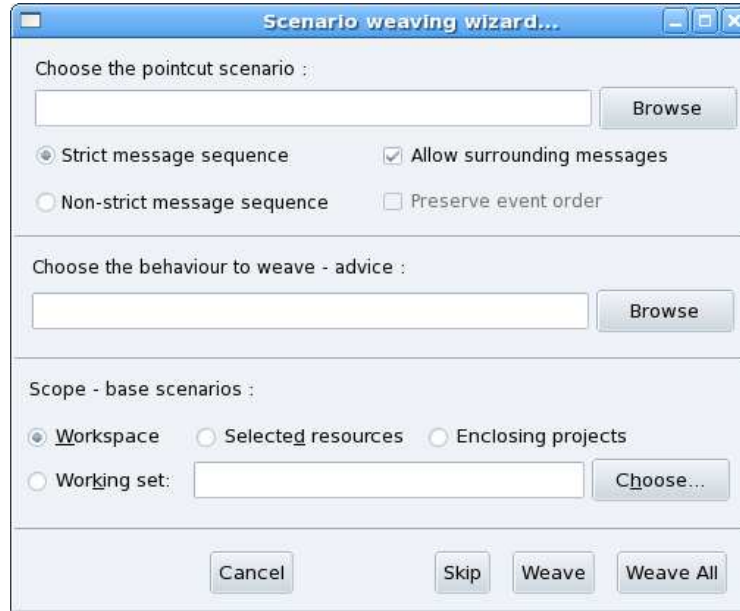 Scenario weaving wizard...
Choose the pointcut scenario :
Browse
Strict message sequence
Allow surrounding messages
Non-strict message sequence
Preserve event order
Choose the behaviour to weave - advice :
Browse
Scope - base scenarios :
Workspace
Selected resources
Enclosing projects
Working set:
Choose...
Cancel
Skip
Weave
Weave All